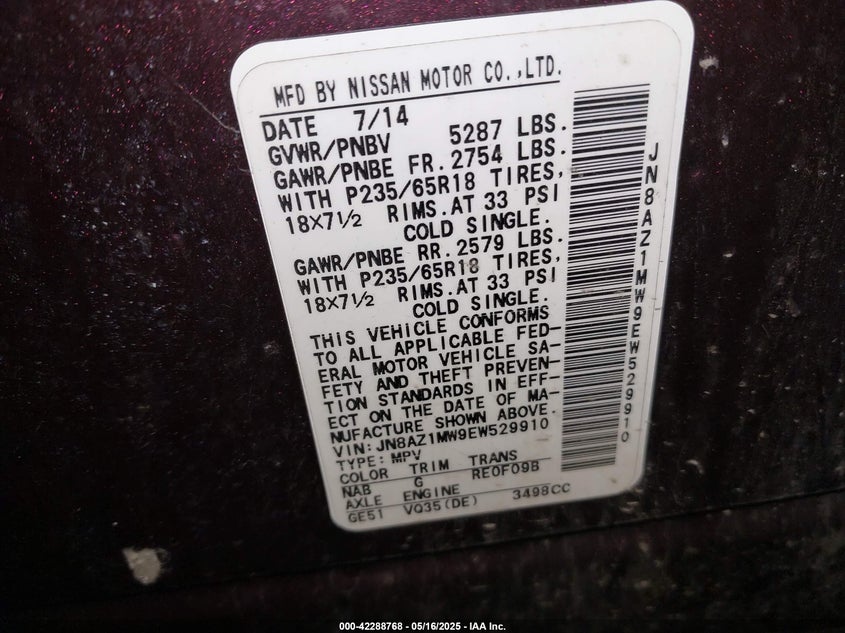 MFD BY NISSAN MOTOR CO.,LTD.
DATE 7/14
GVWR/PNBV 5287 LBS.
GAWR/PNBE FR. 2754 LBS.
WITH P235/65R18 TIRES,
18X7½ RIMS.AT 33 PSI
COLD SINGLE.
GAWR/PNBE RR. 2579 LBS.
WITH P235/65R18 TIRES,
18X7½ RIMS.AT 33 PSI
COLD SINGLE.
THIS VEHICLE CONFORMS
TO ALL APPLICABLE FED-
ERAL MOTOR VEHICLE SA-
FETY AND THEFT PREVEN-
TION STANDARDS IN EFF-
ECT ON THE DATE OF MA-
NUFACTURE SHOWN ABOVE.
VIN:JN8AZ1MW9EW529910
TYPE:MPV
COLOR TRIM TRANS
NAB G RE0F09B
AXLE ENGINE
GE51 VQ35(DE) 3498CC
JN8AZ1MW9EW529910
000-42288768 - 05/16/2025 - IAA Inc.